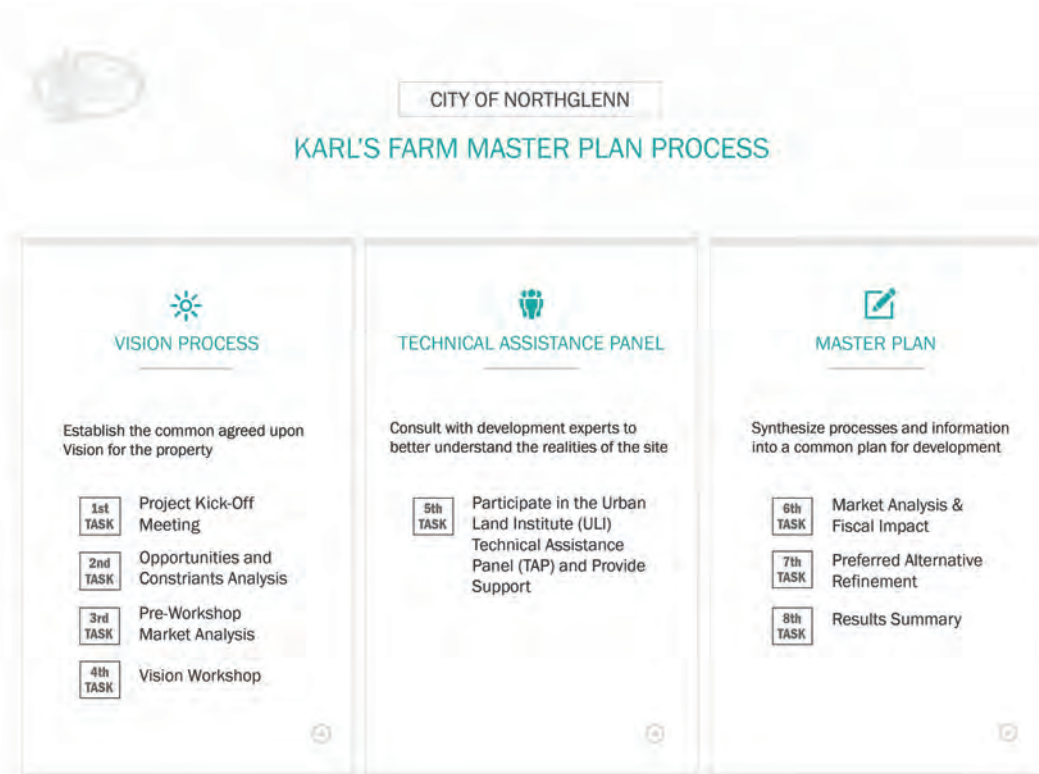 CITY OF NORTHGLENN
KARL'S FARM MASTER PLAN PROCESS
VISION PROCESS
Establish the common agreed upon
Vision for the property
1st
TASK
Project Kick-Off
Meeting
2nd
TASK
Opportunities and
Constriants Analysis
3rd
TASK
Pre-Workshop
Market Analysis
4th
TASK
Vision Workshop
TECHNICAL ASSISTANCE PANEL
Consult with development experts to
better understand the realities of the site
5th
TASK
Participate in the Urban
Land Institute (ULI)
Technical Assistance
Panel (TAP) and Provide
Support
MASTER PLAN
Synthesize processes and information
into a common plan for development
6th
TASK
Market Analysis &
Fiscal Impact
7th
TASK
Preferred Alternative
Refinement
8th
TASK
Results Summary